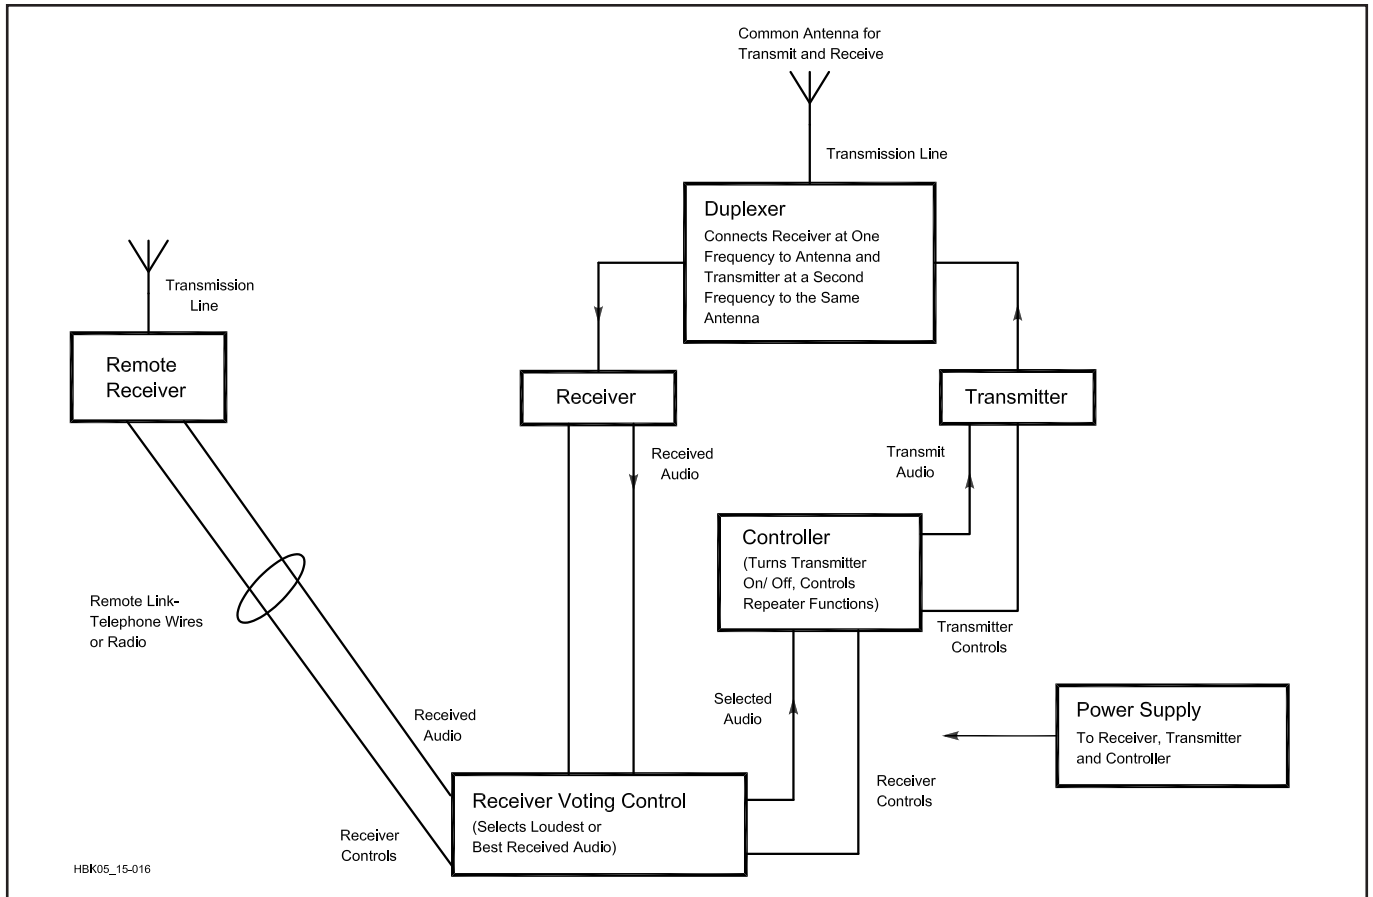 Common Antenna for
Transmit and Receive
Transmission Line
Duplexer
Connects Receiver at One
Frequency to Antenna and
Transmitter at a Second
Frequency to the Same
Antenna
Transmission
Line
Remote
Receiver
Receiver
Transmitter
Received
Audio
Transmit
Audio
Controller
(Turns Transmitter
On/ Off, Controls
Repeater Functions)
Remote Link-
Telephone Wires
or Radio
Transmitter
Controls
Selected
Audio
Power Supply
To Receiver, Transmitter
and Controller
Received
Audio
Receiver
Controls
Receiver Voting Control
(Selects Loudest or
Best Received Audio)
Receiver
Controls
HBK05_15-016